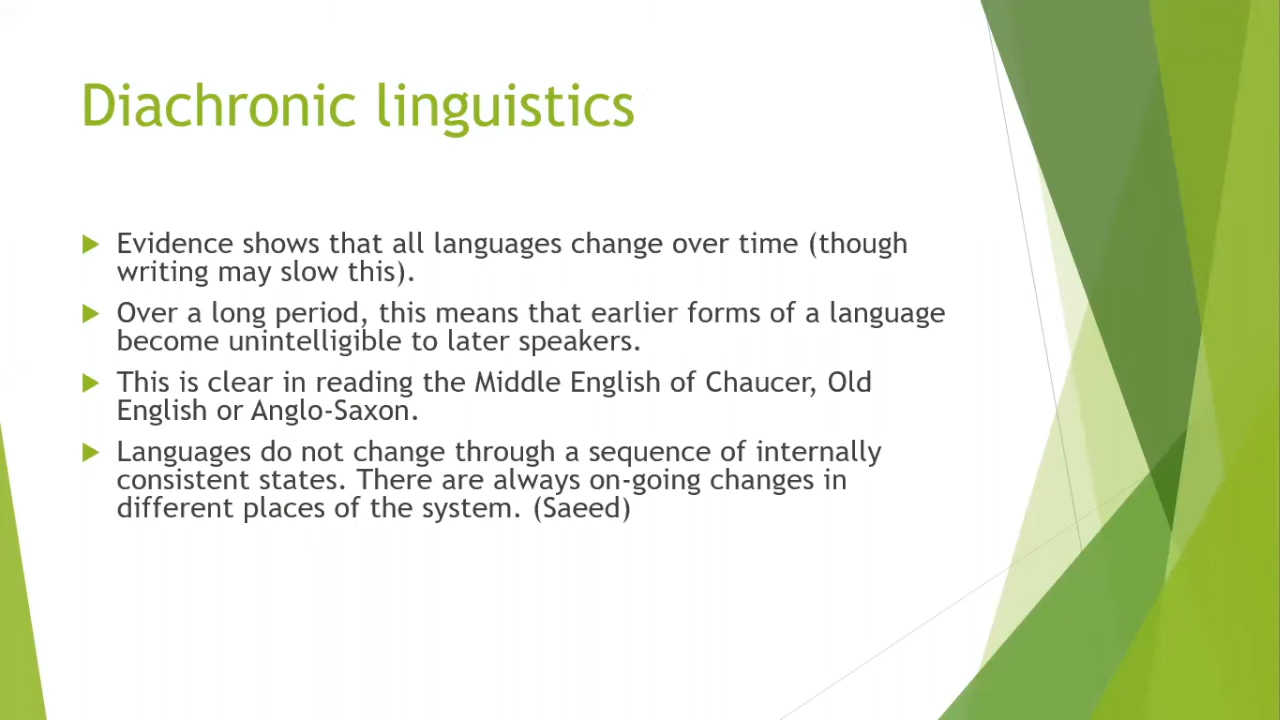 Diachronic linguistics
Evidence shows that all languages change over time (though
writing may slow this).
Over a long period, this means that earlier forms of a language
become unintelligible to later speakers.
This is clear in reading the Middle English of Chaucer, Old
English or Anglo-Saxon.
Languages do not change through a sequence of internally
consistent states. There are always on-going changes in
different places of the system. (Saeed)